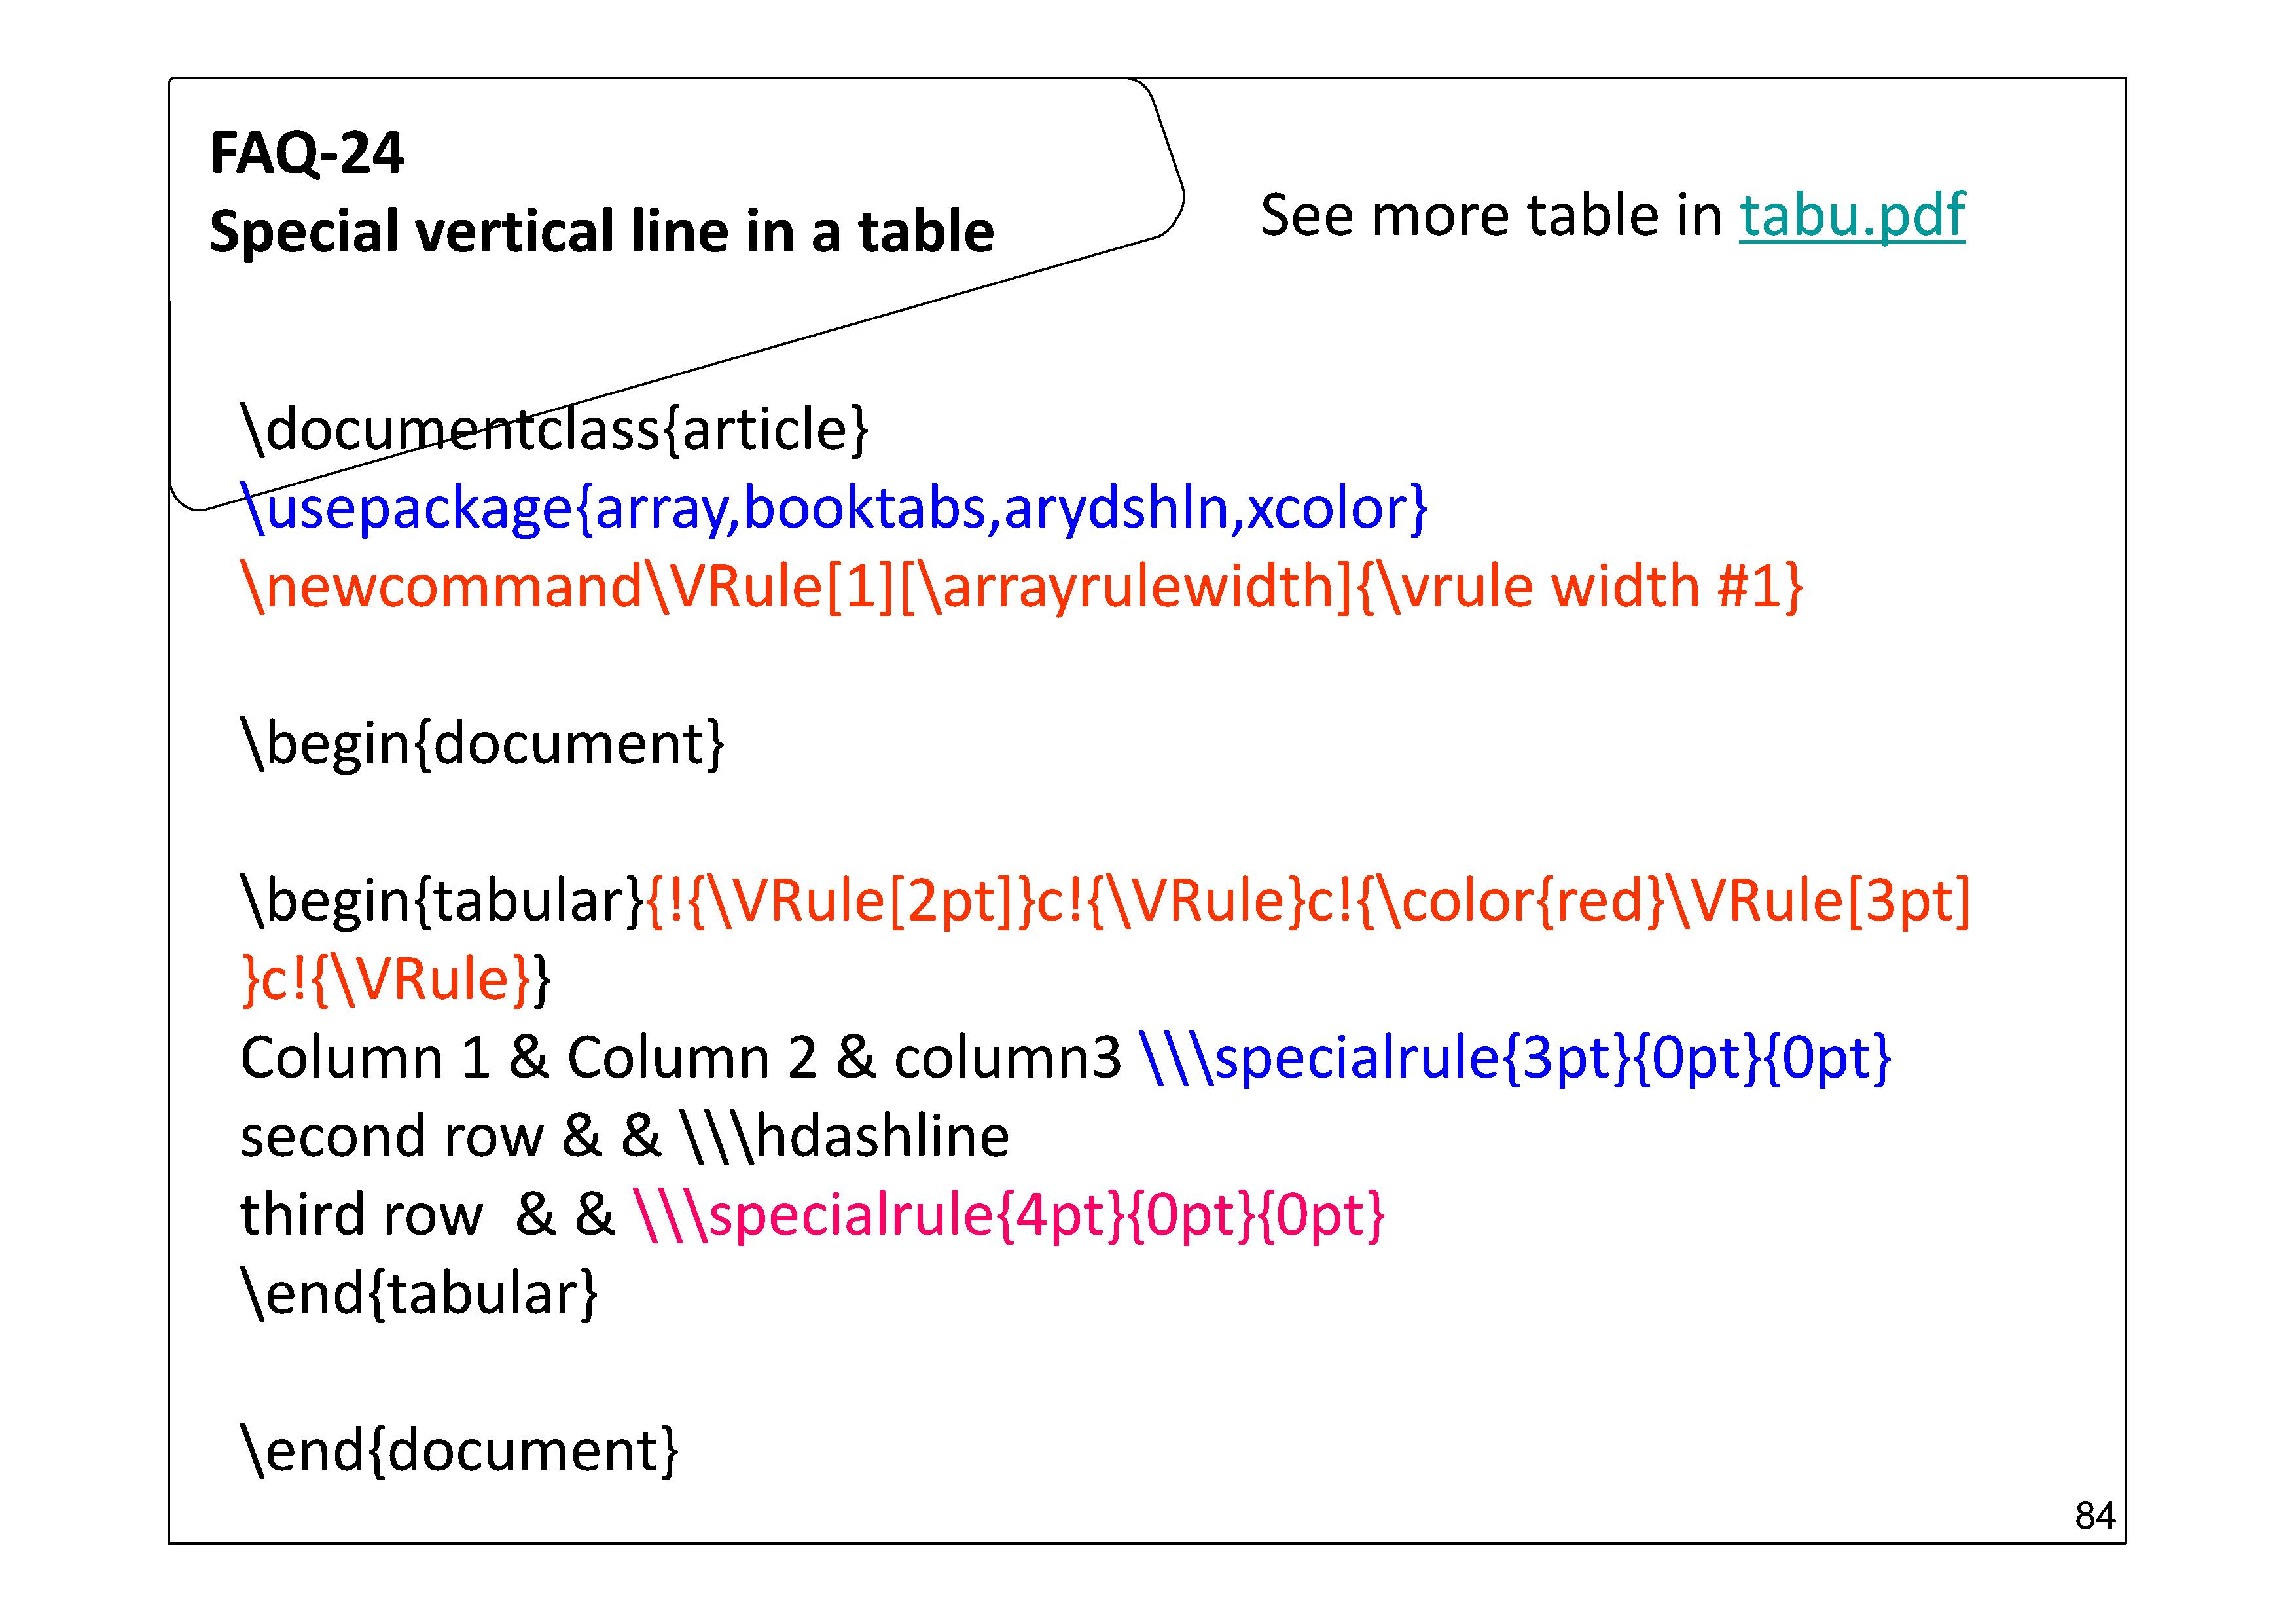 FAQ-24
Special vertical line in a table
See more table in tabu.pdf
\documentclass{article}
\usepackage{array,booktabs,arydshln,xcolor}
\newcommand\VRule[1][\arrayrulewidth]{\vrule width #1}
\begin{document}
\begin{tabular}{!{\VRule[2pt]}c!{\VRule}c!{\color{red}\VRule[3pt]
}c!{\VRule}}
Column 1 & Column 2 & column3 \\\specialrule{3pt}{0pt}{0pt}
second row & & \\\hdashline
third row  & & \\\specialrule{4pt}{0pt}{0pt}
\end{tabular}
\end{document}
84